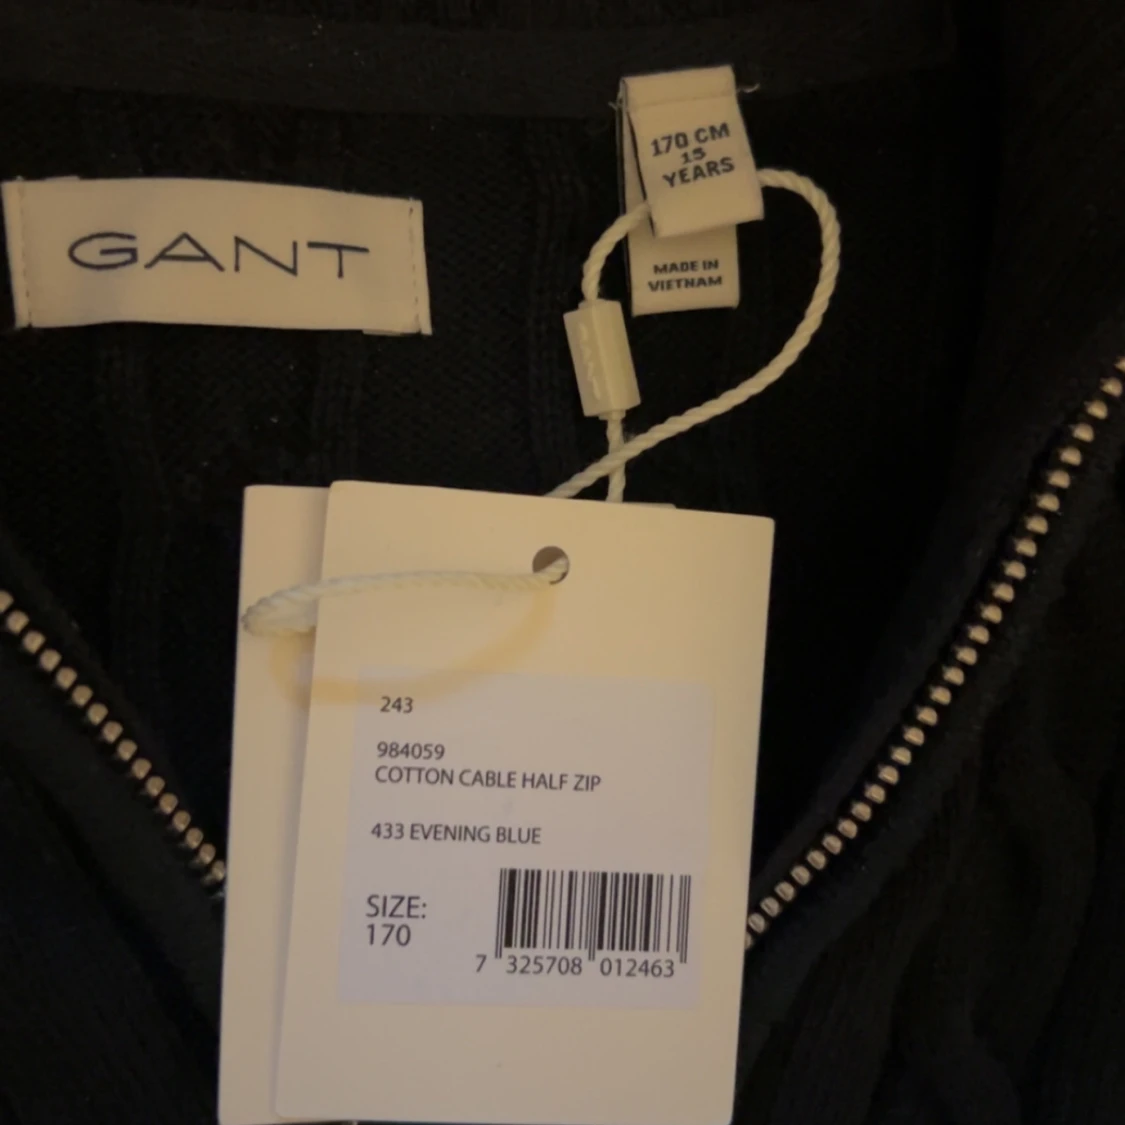 GANT
170 CM
15
YEARS
MADE IN
VIETNAM
243
984059
COTTON CABLE HALF ZIP
433 EVENING BLUE
SIZE:
170
7 325708 012463